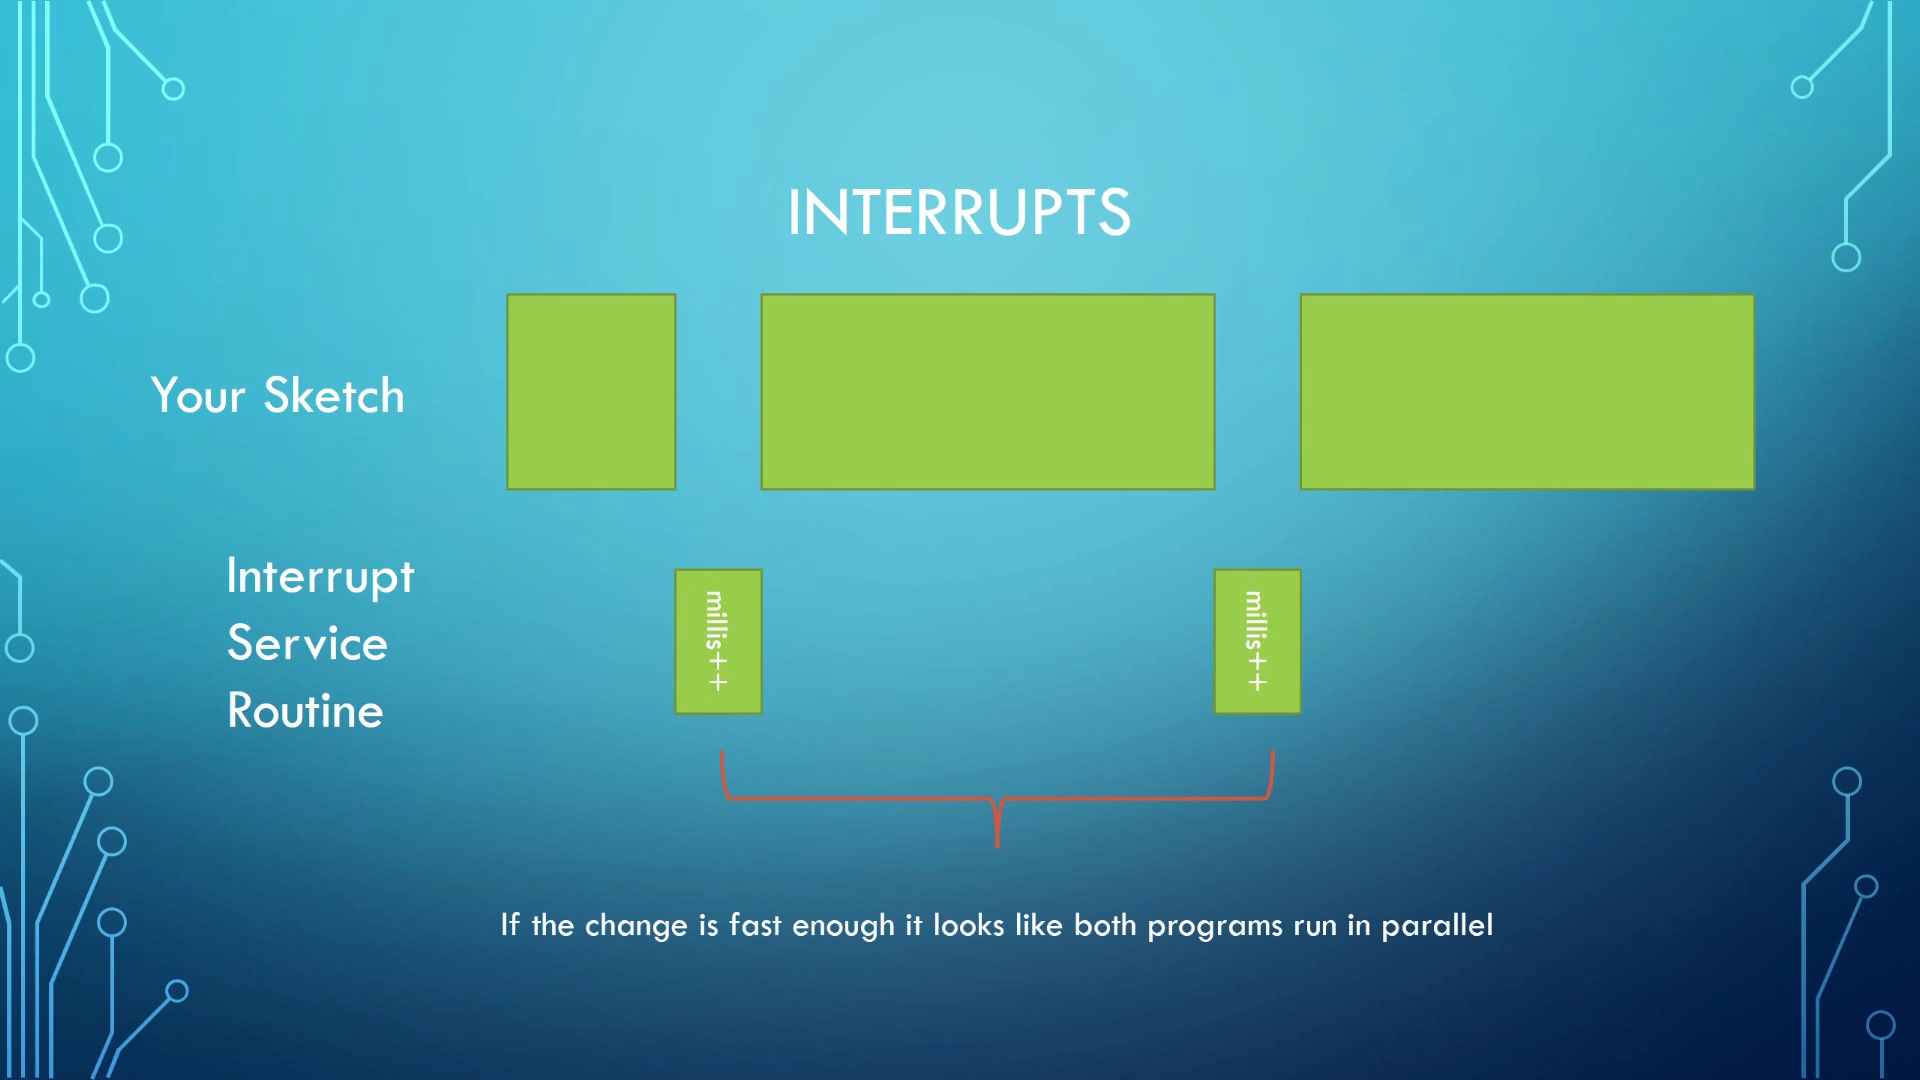 INTERRUPTS
Your Sketch
Interrupt
Service
Routine
millis++
millis++
If the change is fast enough it looks like both programs run in parallel